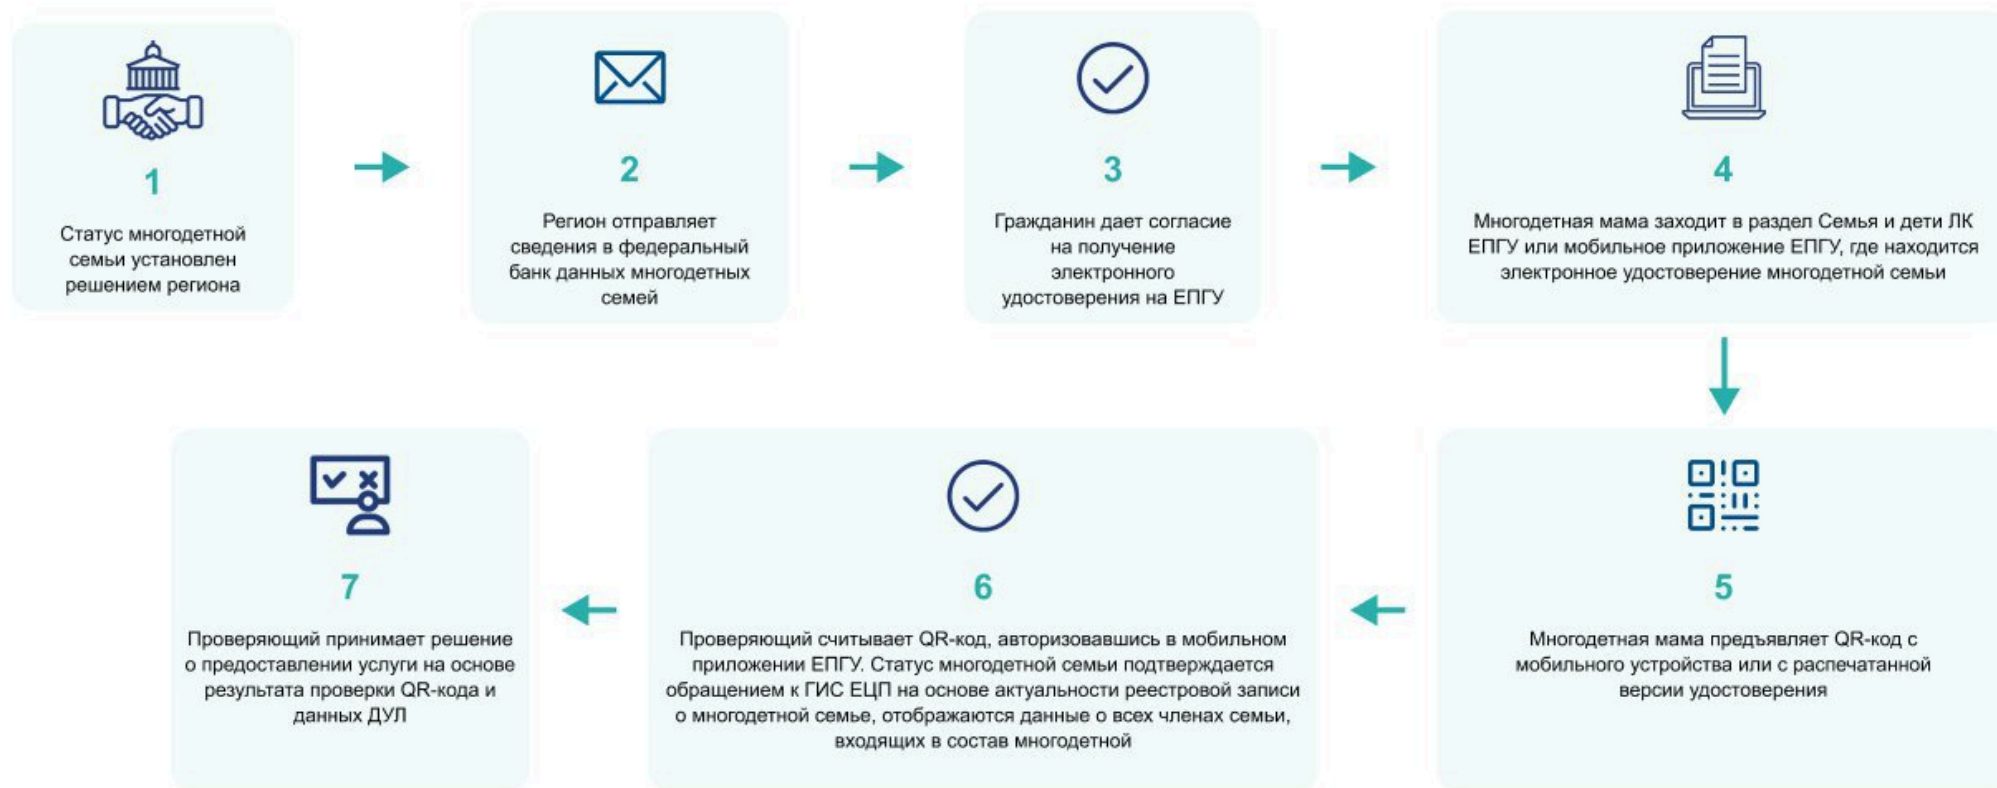 1
Статус многодетной
семьи установлен
решением региона
2
Регион отправляет
сведения в федеральный
банк данных многодетных
семей
3
Гражданин дает согласие
на получение
электронного
удостоверения на ЕПГУ
4
Многодетная мама заходит в раздел Семья и дети ЛК
ЕПГУ или мобильное приложение ЕПГУ, где находится
электронное удостоверение многодетной семьи
5
Многодетная мама предъявляет QR-код с
мобильного устройства или с распечатанной
версии удостоверения
6
Проверяющий считывает QR-код, авторизовавшись в мобильном
приложении ЕПГУ. Статус многодетной семьи подтверждается
обращением к ГИС ЕЦП на основе актуальности реестровой записи
о многодетной семье, отображаются данные о всех членах семьи,
входящих в состав многодетной
7
Проверяющий принимает решение
о предоставлении услуги на основе
результата проверки QR-кода и
данных ДУЛ